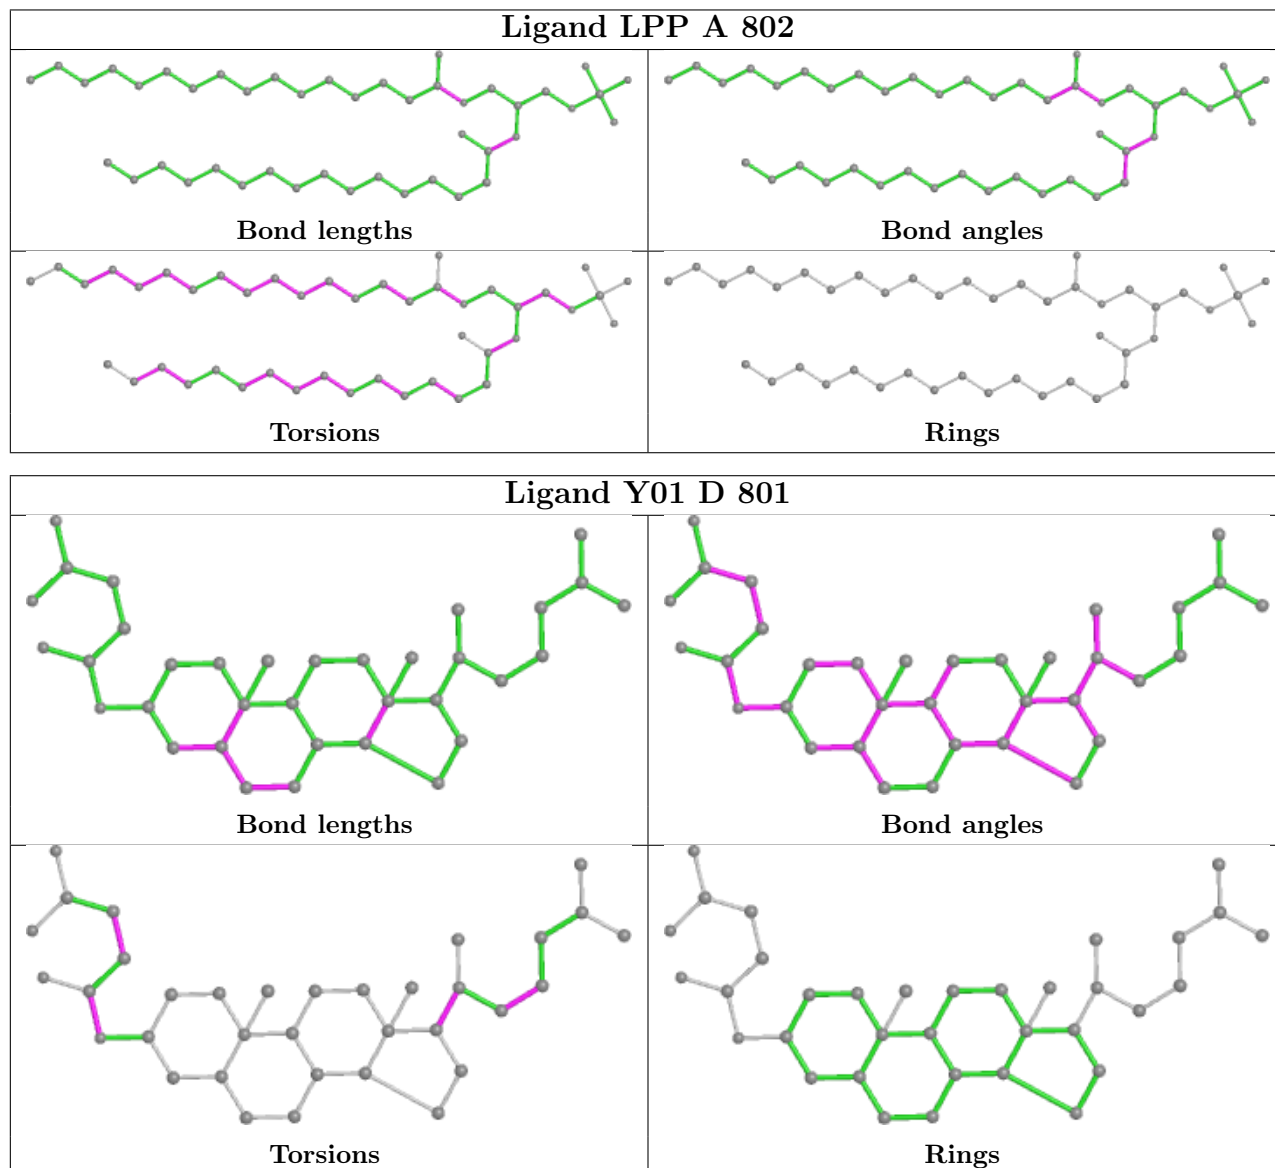 Ligand LPP A 802
Bond lengths
Bond angles
Torsions
Rings
Ligand Y01 D 801
Bond lengths
Bond angles
Torsions
Rings